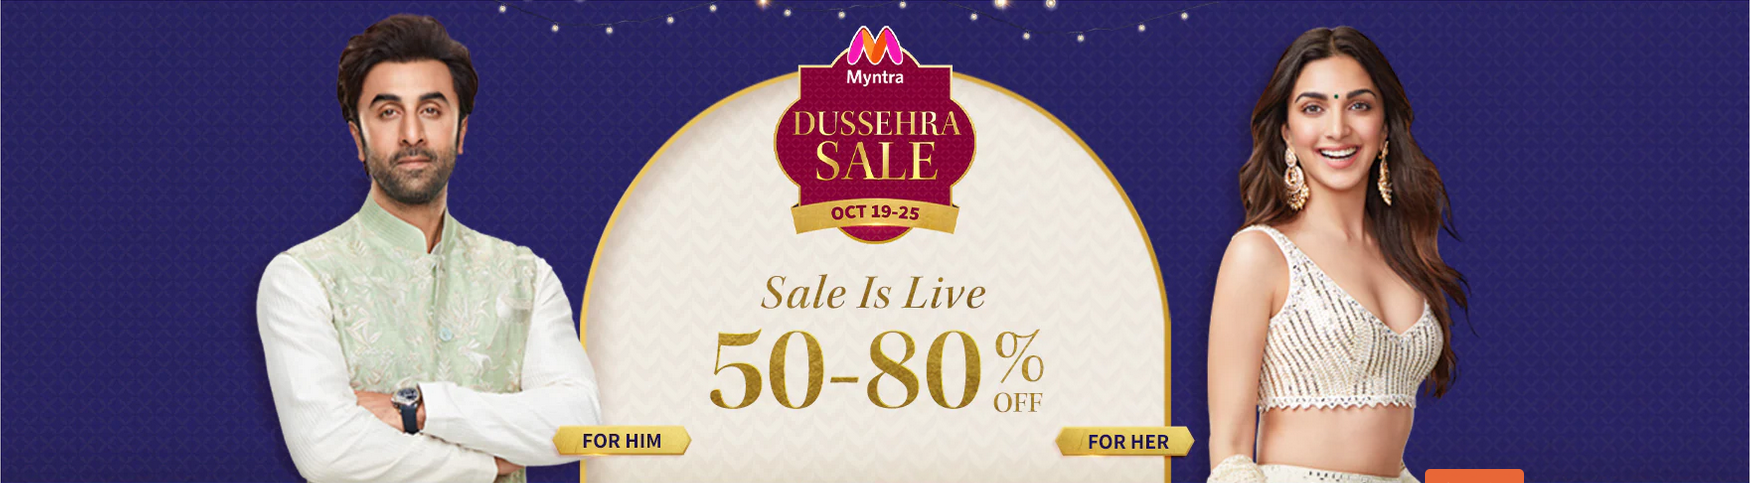 Myntra
DUSSEHRA
SALE
OCT 19-25
Sale Is Live
50-80%
OFF
FOR HIM
FOR HER